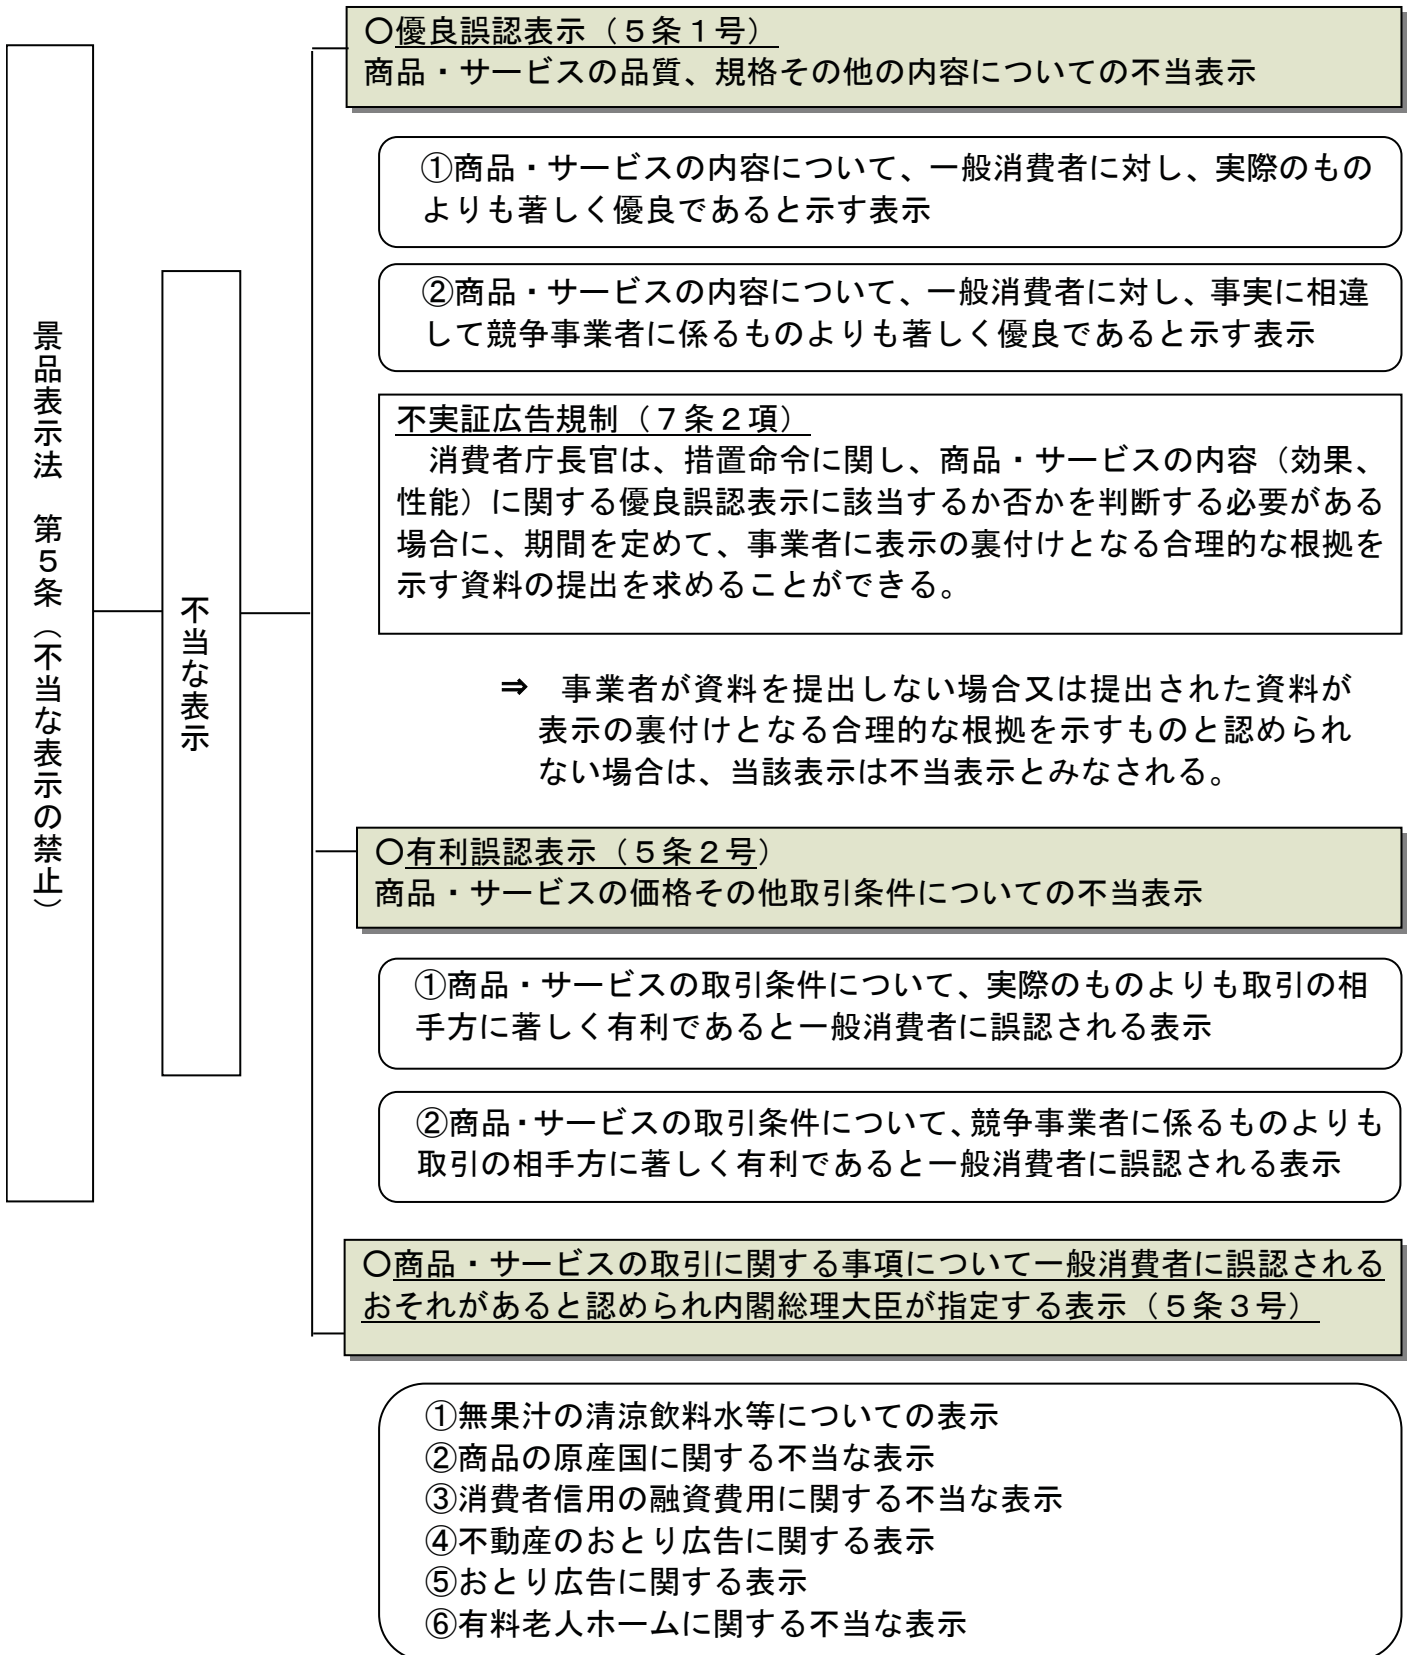 景品表示法　第５条（不当な表示の禁止）
不当な表示
○優良誤認表示（５条１号）
商品・サービスの品質、規格その他の内容についての不当表示
①商品・サービスの内容について、一般消費者に対し、実際のもの
よりも著しく優良であると示す表示
②商品・サービスの内容について、一般消費者に対し、事実に相違
して競争事業者に係るものよりも著しく優良であると示す表示
不実証広告規制（７条２項）
　消費者庁長官は、措置命令に関し、商品・サービスの内容（効果、
性能）に関する優良誤認表示に該当するか否かを判断する必要がある
場合に、期間を定めて、事業者に表示の裏付けとなる合理的な根拠を
示す資料の提出を求めることができる。
⇒　事業者が資料を提出しない場合又は提出された資料が
表示の裏付けとなる合理的な根拠を示すものと認められ
ない場合は、当該表示は不当表示とみなされる。
○有利誤認表示（５条２号）
商品・サービスの価格その他取引条件についての不当表示
①商品・サービスの取引条件について、実際のものよりも取引の相
手方に著しく有利であると一般消費者に誤認される表示
②商品・サービスの取引条件について、競争事業者に係るものよりも
取引の相手方に著しく有利であると一般消費者に誤認される表示
○商品・サービスの取引に関する事項について一般消費者に誤認される
おそれがあると認められ内閣総理大臣が指定する表示（５条３号）
①無果汁の清涼飲料水等についての表示
②商品の原産国に関する不当な表示
③消費者信用の融資費用に関する不当な表示
④不動産のおとり広告に関する表示
⑤おとり広告に関する表示
⑥有料老人ホームに関する不当な表示